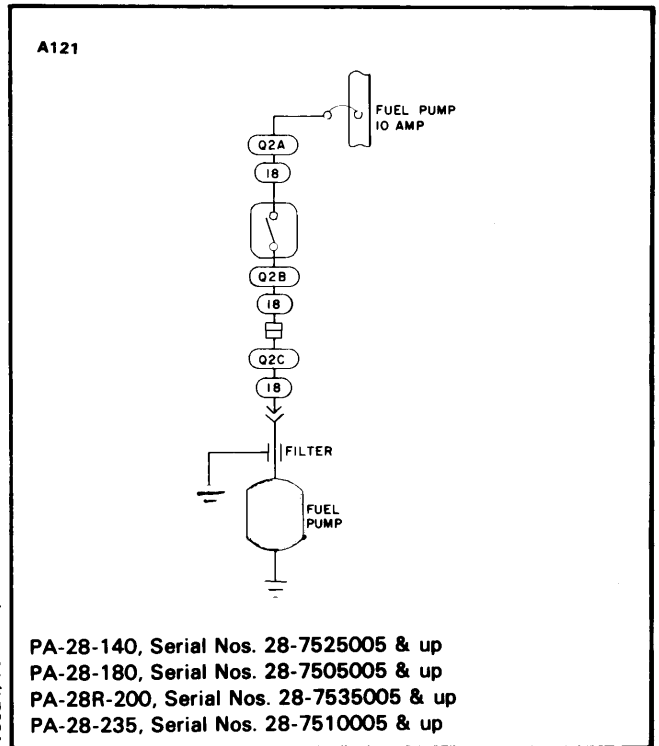 A121
FUEL PUMP
10 AMP
Q2A
18
Q2B
18
Q2C
18
FILTER
FUEL
PUMP
PA-28-140, Serial Nos. 28-7525005 & up
PA-28-180, Serial Nos. 28-7505005 & up
PA-28R-200, Serial Nos. 28-7535005 & up
PA-28-235, Serial Nos. 28-7510005 & up